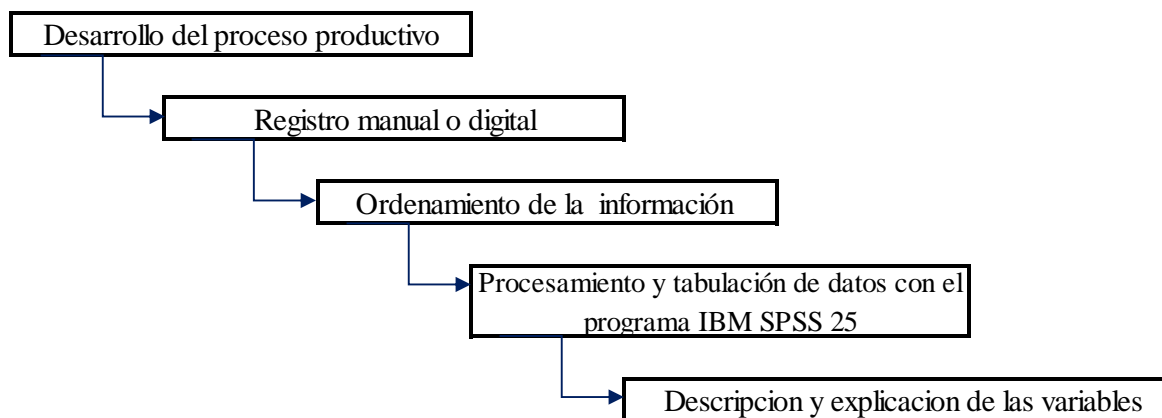 Desarrollo del proceso productivo
Registro manual o digital
Ordenamiento de la información
Procesamiento y tabulación de datos con el
programa IBM SPSS 25
Descripcion y explicacion de las variables